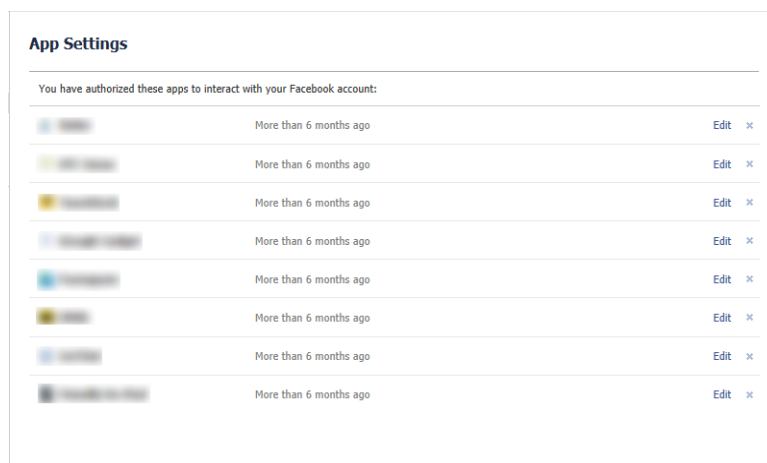 App Settings
You have authorized these apps to interact with your Facebook account:
More than 6 months ago Edit ×
More than 6 months ago Edit ×
More than 6 months ago Edit ×
More than 6 months ago Edit ×
More than 6 months ago Edit ×
More than 6 months ago Edit ×
More than 6 months ago Edit ×
More than 6 months ago Edit ×